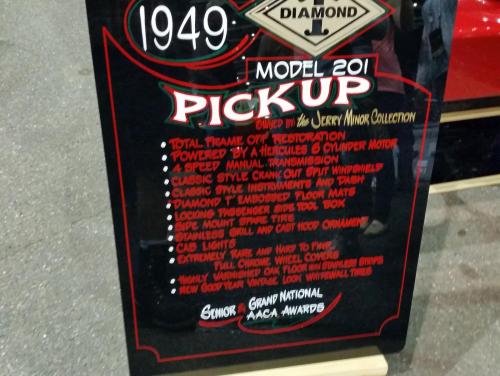 1949
DIAMOND
T
MODEL 201
PICKUP
OWNED BY: the JERRY MINOR COLLECTION
• TOTAL FRAME OFF RESTORATION
• POWERED BY A HERCULES 6 CYLINDER MOTOR
• 4 SPEED MANUAL TRANSMISSION
• CLASSIC STYLE CRANK OUT SPLIT WINDSHIELD
• CLASSIC STYLE INSTRUMENTS AND DASH
• "DIAMOND T" EMBOSSED FLOOR MATS
• LOCKING PASSENGER SIDE TOOL BOX
• SIDE MOUNT SPARE TIRE
• STAINLESS GRILL AND CAST HOOD ORNAMENT
• CAB LIGHTS
• EXTREMELY RARE AND HARD TO FIND
FULL CHROME WHEEL COVERS
• HIGHLY VARNISHED OAK FLOOR WITH STAINLESS STRIPS
• NEW GOODYEAR VINTAGE LOOK WHITEWALL TIRES
SENIOR & GRAND NATIONAL
AACA AWARDS